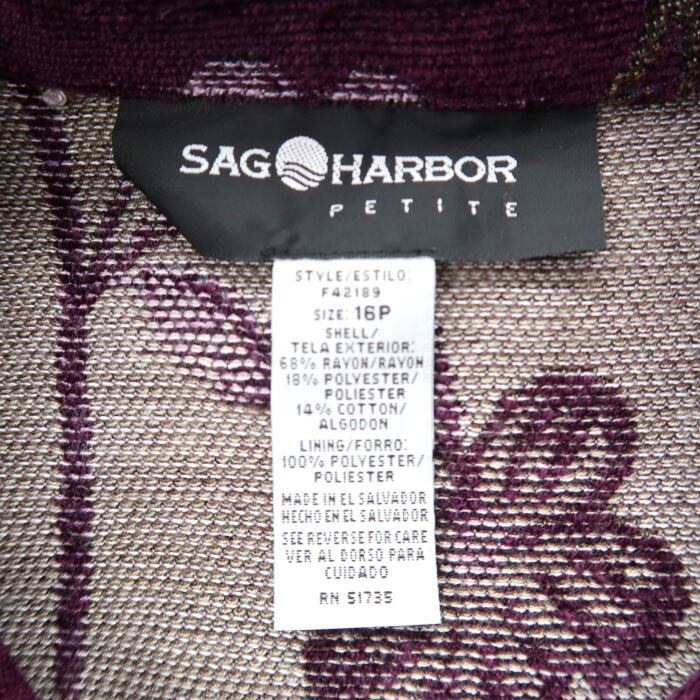 SAG HARBOR
PETITE
STYLE/ESTILO:
F42189
SIZE: 16P
SHELL/
TELA EXTERIOR:
68% RAYON/RAYON
18% POLYESTER/
POLIESTER
14% COTTON/
ALGODON
LINING/FORRO:
100% POLYESTER/
POLIESTER
MADE IN EL SALVADOR
HECHO EN EL SALVADOR
SEE REVERSE FOR CARE
VER AL DORSO PARA
CUIDADO
RN 51735